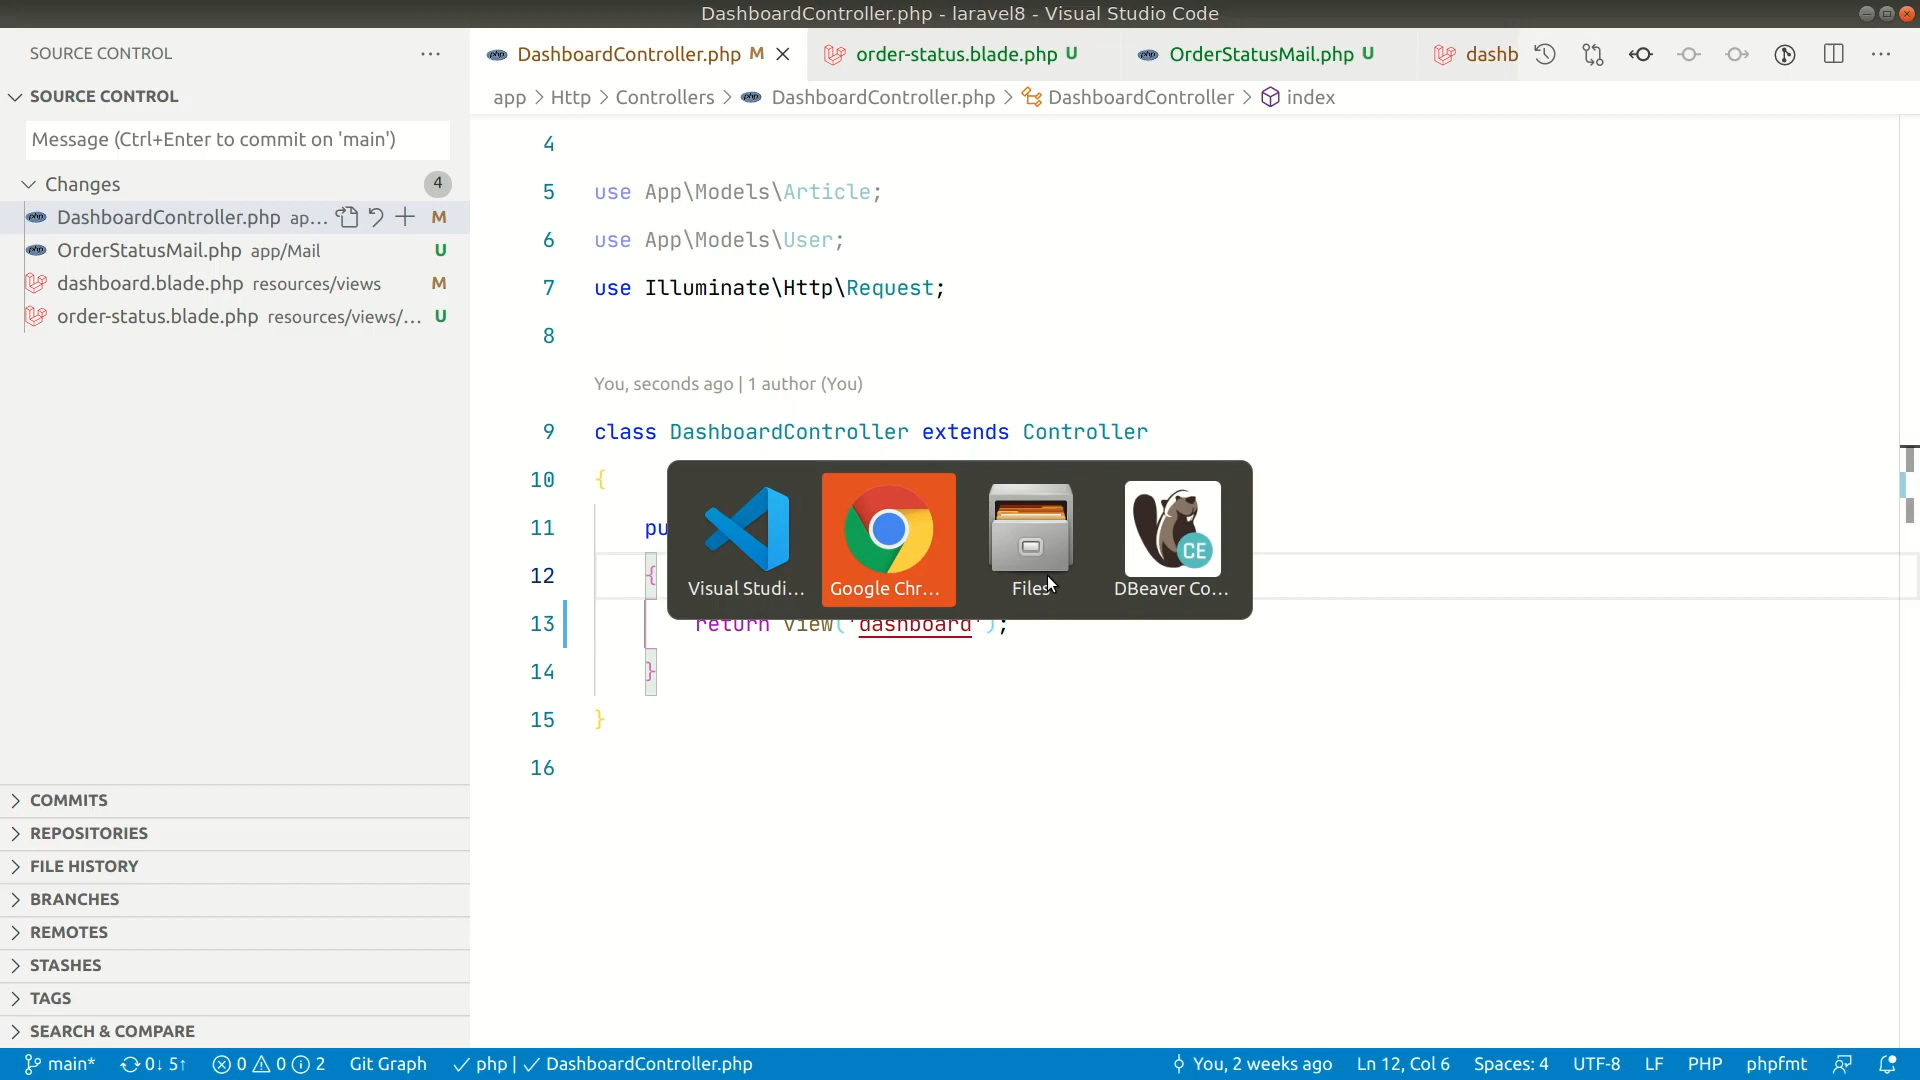 DashboardController.php - laravel8 - Visual Studio Code
SOURCE CONTROL
DashboardController.php M
order-status.blade.php U
OrderStatusMail.php U
dashb
SOURCE CONTROL
app > Http > Controllers > DashboardController.php > DashboardController > index
Message (Ctrl+Enter to commit on 'main')
Changes 4
DashboardController.php ap... M
OrderStatusMail.php app/Mail U
dashboard.blade.php resources/views M
order-status.blade.php resources/views/... U
4
5 use App\Models\Article;
6 use App\Models\User;
7 use Illuminate\Http\Request;
8
You, seconds ago | 1 author (You)
9 class DashboardController extends Controller
10 {
11 pu
12 {
13 return view('dashboard');
14 }
15 }
16
Visual Studi...
Google Chr...
Files
DBeaver Co...
CE
COMMITS
REPOSITORIES
FILE HISTORY
BRANCHES
REMOTES
STASHES
TAGS
SEARCH & COMPARE
main* 0↓ 5↑ 0 0 2 Git Graph php | DashboardController.php You, 2 weeks ago Ln 12, Col 6 Spaces: 4 UTF-8 LF PHP phpfmt